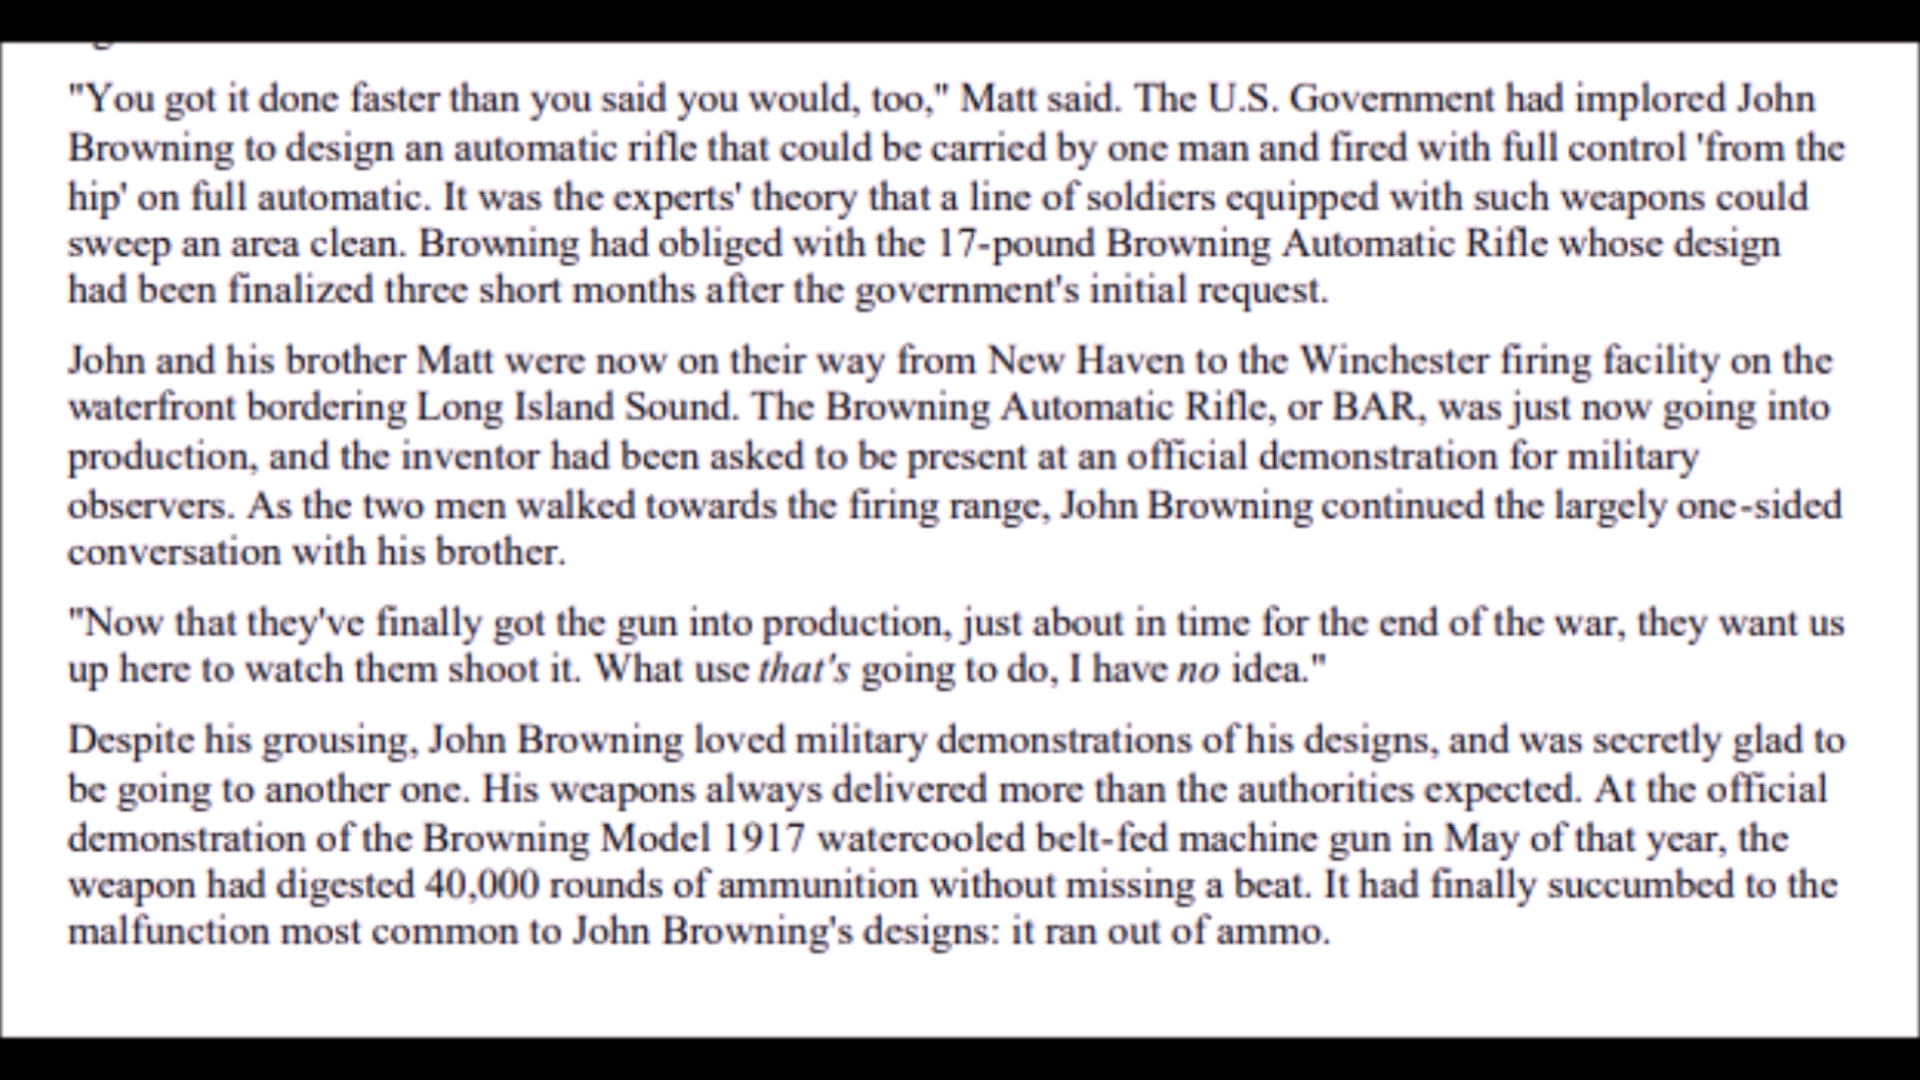 "You got it done faster than you said you would, too," Matt said. The U.S. Government had implored John
Browning to design an automatic rifle that could be carried by one man and fired with full control 'from the
hip' on full automatic. It was the experts' theory that a line of soldiers equipped with such weapons could
sweep an area clean. Browning had obliged with the 17-pound Browning Automatic Rifle whose design
had been finalized three short months after the government's initial request.
John and his brother Matt were now on their way from New Haven to the Winchester firing facility on the
waterfront bordering Long Island Sound. The Browning Automatic Rifle, or BAR, was just now going into
production, and the inventor had been asked to be present at an official demonstration for military
observers. As the two men walked towards the firing range, John Browning continued the largely one-sided
conversation with his brother.
"Now that they've finally got the gun into production, just about in time for the end of the war, they want us
up here to watch them shoot it. What use that's going to do, I have no idea."
Despite his grousing, John Browning loved military demonstrations of his designs, and was secretly glad to
be going to another one. His weapons always delivered more than the authorities expected. At the official
demonstration of the Browning Model 1917 watercooled belt-fed machine gun in May of that year, the
weapon had digested 40,000 rounds of ammunition without missing a beat. It had finally succumbed to the
malfunction most common to John Browning's designs: it ran out of ammo.